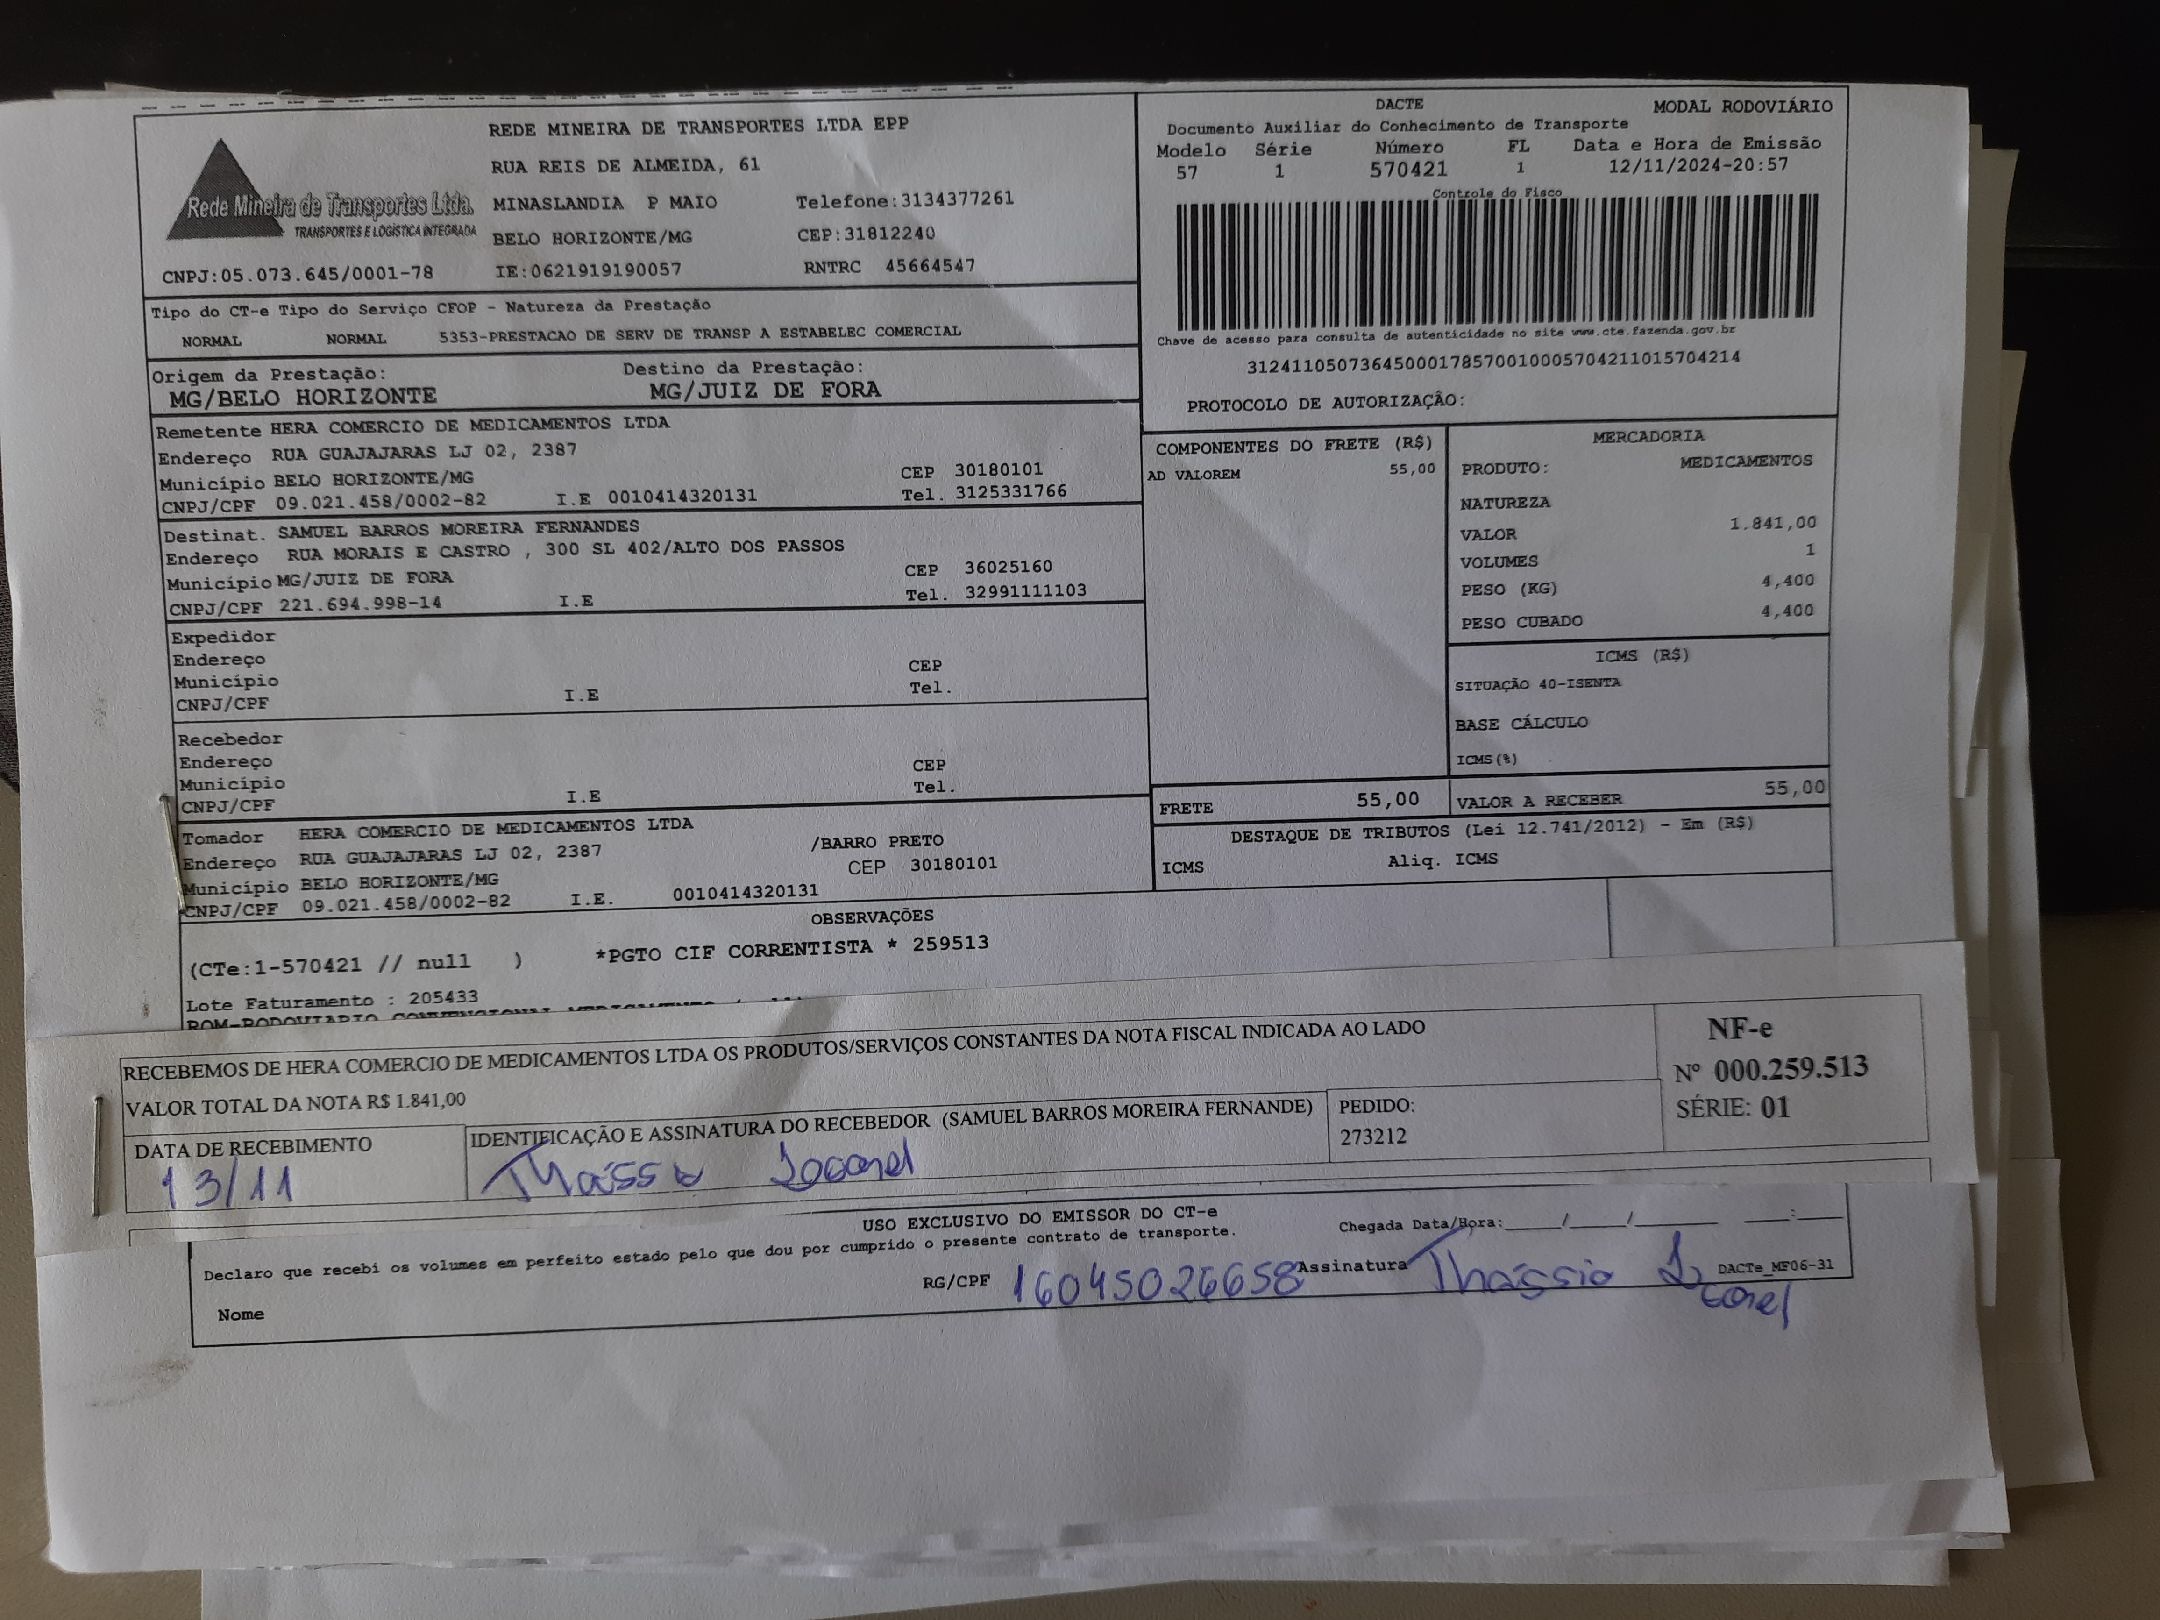 REDE MINEIRA DE TRANSPORTES LTDA EPP
RUA REIS DE ALMEIDA, 61
MINASLANDIA P MAIO Telefone:3134377261
BELO HORIZONTE/MG CEP:31812240
Rede Mineira de Transportes Ltda.
TRANSPORTES E LOGÍSTICA INTEGRADA
CNPJ:05.073.645/0001-78 IE:0621919190057 RNTRC 45664547
DACTE MODAL RODOVIÁRIO
Documento Auxiliar do Conhecimento de Transporte
Modelo Série Número FL Data e Hora de Emissão
57 1 570421 1 12/11/2024-20:57
Controle do Fisco
Chave de acesso para consulta de autenticidade no site www.cte.fazenda.gov.br
31241105073645000178570010005704211015704214
PROTOCOLO DE AUTORIZAÇÃO:
Tipo do CT-e Tipo do Serviço CFOP - Natureza da Prestação
NORMAL NORMAL 5353-PRESTACAO DE SERV DE TRANSP A ESTABELEC COMERCIAL
Origem da Prestação: Destino da Prestação:
MG/BELO HORIZONTE MG/JUIZ DE FORA
Remetente HERA COMERCIO DE MEDICAMENTOS LTDA
Endereço RUA GUAJAJARAS LJ 02, 2387
Município BELO HORIZONTE/MG CEP 30180101
CNPJ/CPF 09.021.458/0002-82 I.E 0010414320131 Tel. 3125331766
Destinat. SAMUEL BARROS MOREIRA FERNANDES
Endereço RUA MORAIS E CASTRO , 300 SL 402/ALTO DOS PASSOS
Município MG/JUIZ DE FORA CEP 36025160
CNPJ/CPF 221.694.998-14 I.E Tel. 32991111103
Expedidor
Endereço
Município CEP
CNPJ/CPF I.E Tel.
Recebedor
Endereço
Município CEP
CNPJ/CPF I.E Tel.
Tomador HERA COMERCIO DE MEDICAMENTOS LTDA
Endereço RUA GUAJAJARAS LJ 02, 2387 /BARRO PRETO
Município BELO HORIZONTE/MG CEP 30180101
CNPJ/CPF 09.021.458/0002-82 I.E. 0010414320131
COMPONENTES DO FRETE (R$)
AD VALOREM 55,00
MERCADORIA
PRODUTO: MEDICAMENTOS
NATUREZA
VALOR 1.841,00
VOLUMES 1
PESO (KG) 4,400
PESO CUBADO 4,400
ICMS (R$)
SITUAÇÃO 40-ISENTA
BASE CÁLCULO
ICMS(%)
FRETE 55,00 VALOR A RECEBER 55,00
DESTAQUE DE TRIBUTOS (Lei 12.741/2012) - Em (R$)
ICMS Aliq. ICMS
OBSERVAÇÕES
(CTe:1-570421 // null ) *PGTO CIF CORRENTISTA * 259513
Lote Faturamento : 205433
RECEBEMOS DE HERA COMERCIO DE MEDICAMENTOS LTDA OS PRODUTOS/SERVIÇOS CONSTANTES DA NOTA FISCAL INDICADA AO LADO
VALOR TOTAL DA NOTA R$ 1.841,00
DATA DE RECEBIMENTO IDENTIFICAÇÃO E ASSINATURA DO RECEBEDOR (SAMUEL BARROS MOREIRA FERNANDE)
13/11
PEDIDO:
273212
NF-e
Nº 000.259.513
SÉRIE: 01
USO EXCLUSIVO DO EMISSOR DO CT-e
Declaro que recebi os volumes em perfeito estado pelo que dou por cumprido o presente contrato de transporte. Chegada Data/Hora:_____/_____/_______ ____:____
Nome RG/CPF 16045026658 Assinatura DACTe_MF06-31